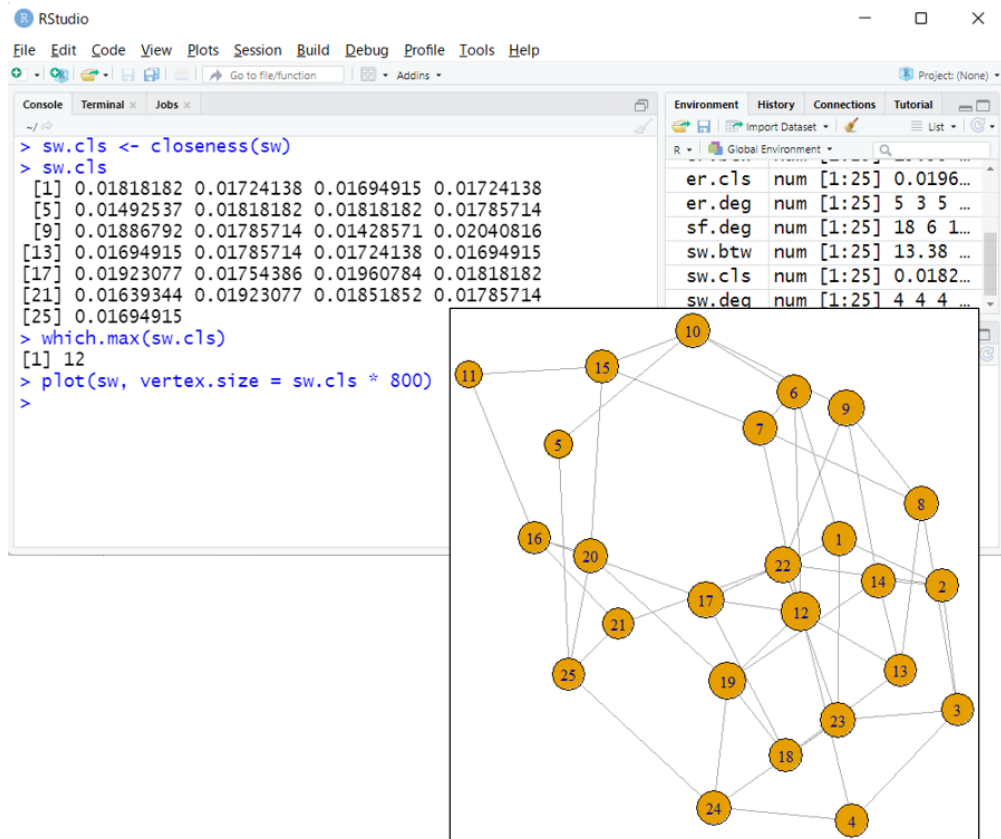 RStudio
File Edit Code View Plots Session Build Debug Profile Tools Help
Go to file/function Addins Project: (None)
Console Terminal Jobs
~/
> sw.cls <- closeness(sw)
> sw.cls
[1] 0.01818182 0.01724138 0.01694915 0.01724138
[5] 0.01492537 0.01818182 0.01818182 0.01785714
[9] 0.01886792 0.01785714 0.01428571 0.02040816
[13] 0.01694915 0.01785714 0.01724138 0.01694915
[17] 0.01923077 0.01754386 0.01960784 0.01818182
[21] 0.01639344 0.01923077 0.01851852 0.01785714
[25] 0.01694915
> which.max(sw.cls)
[1] 12
> plot(sw, vertex.size = sw.cls * 800)
>
Environment History Connections Tutorial
Import Dataset List
R Global Environment
er.cls num [1:25] 0.0196…
er.deg num [1:25] 5 3 5 …
sf.deg num [1:25] 18 6 1…
sw.btw num [1:25] 13.38 …
sw.cls num [1:25] 0.0182…
sw.deg num [1:25] 4 4 4 …
10
15
11
6
9
7
5
8
16
1
20
22
14
2
17
12
21
25
19
13
3
23
18
24
4